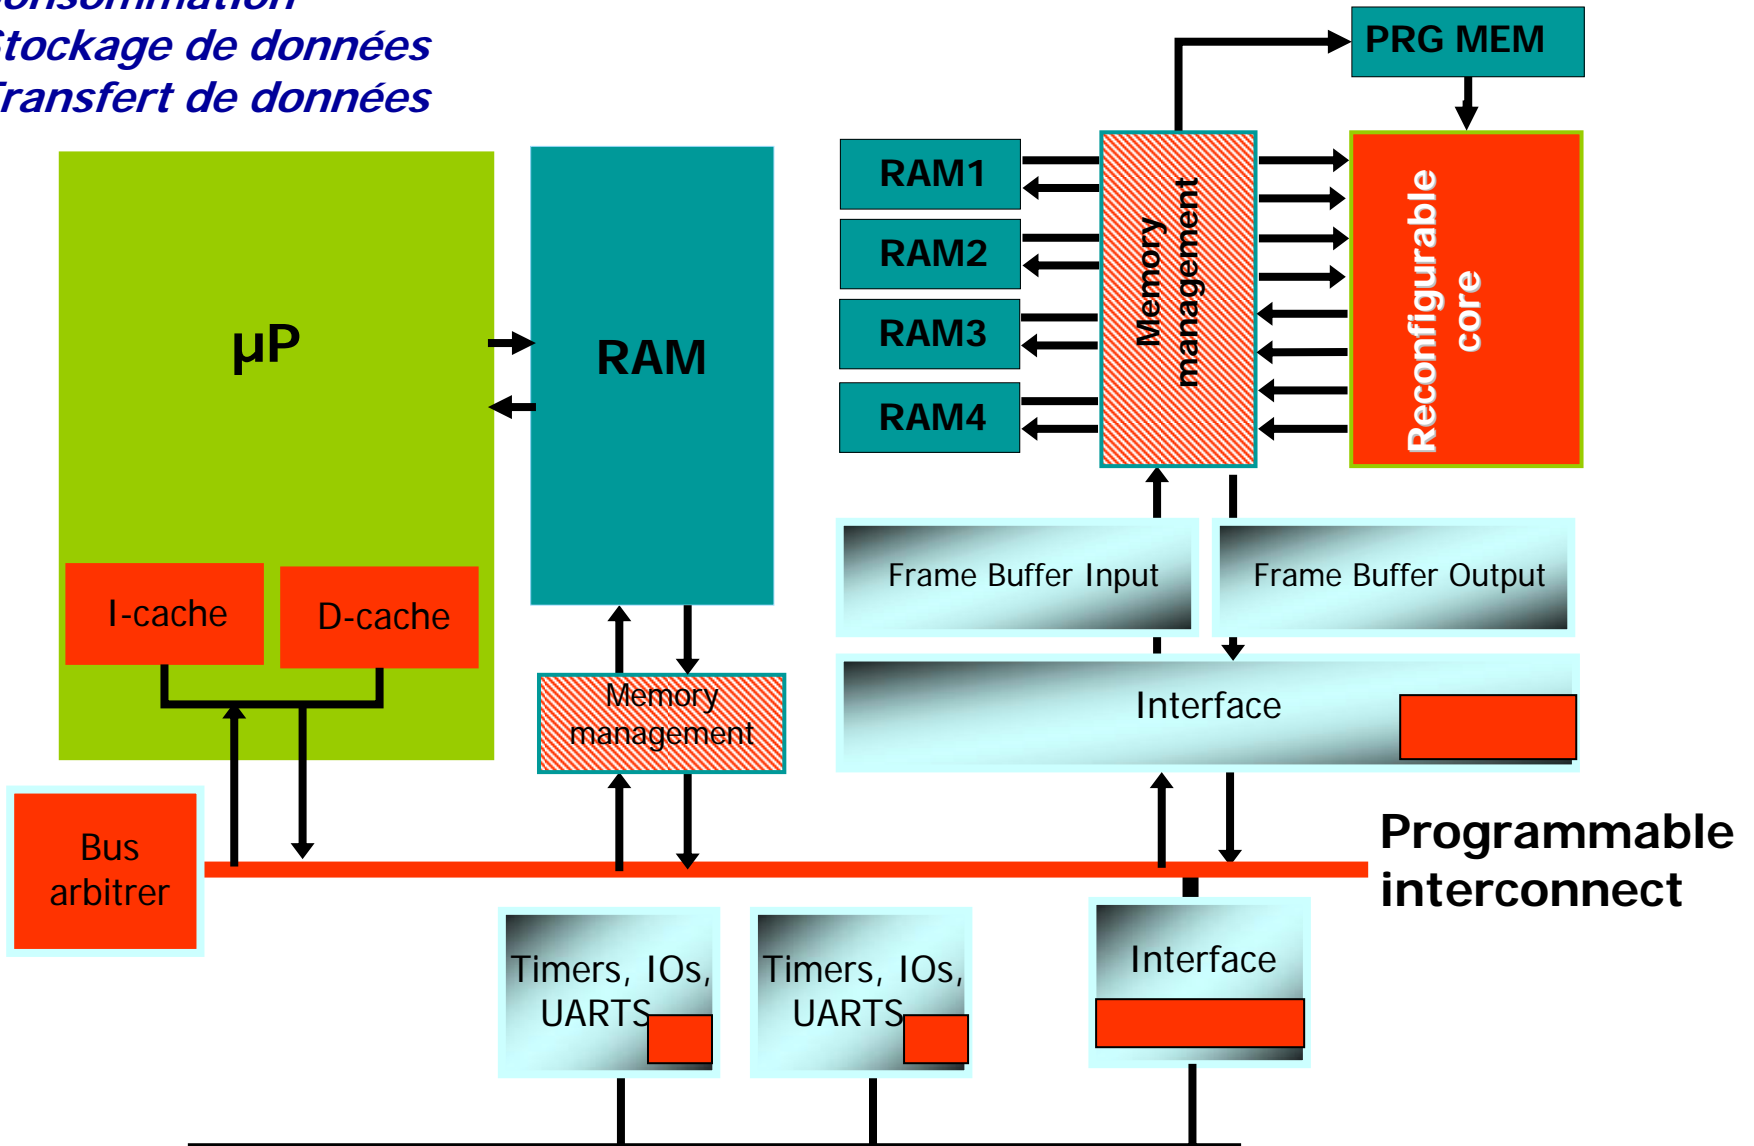 Stockage de données
Transfert de données
PRG MEM
µP
I-cache
D-cache
RAM
Memory
management
RAM1
RAM2
RAM3
RAM4
Memory
management
Reconfigurable
core
Frame Buffer Input
Frame Buffer Output
Interface
Bus
arbitrer
Programmable
interconnect
Timers, IOs,
UARTS
Timers, IOs,
UARTS
Interface